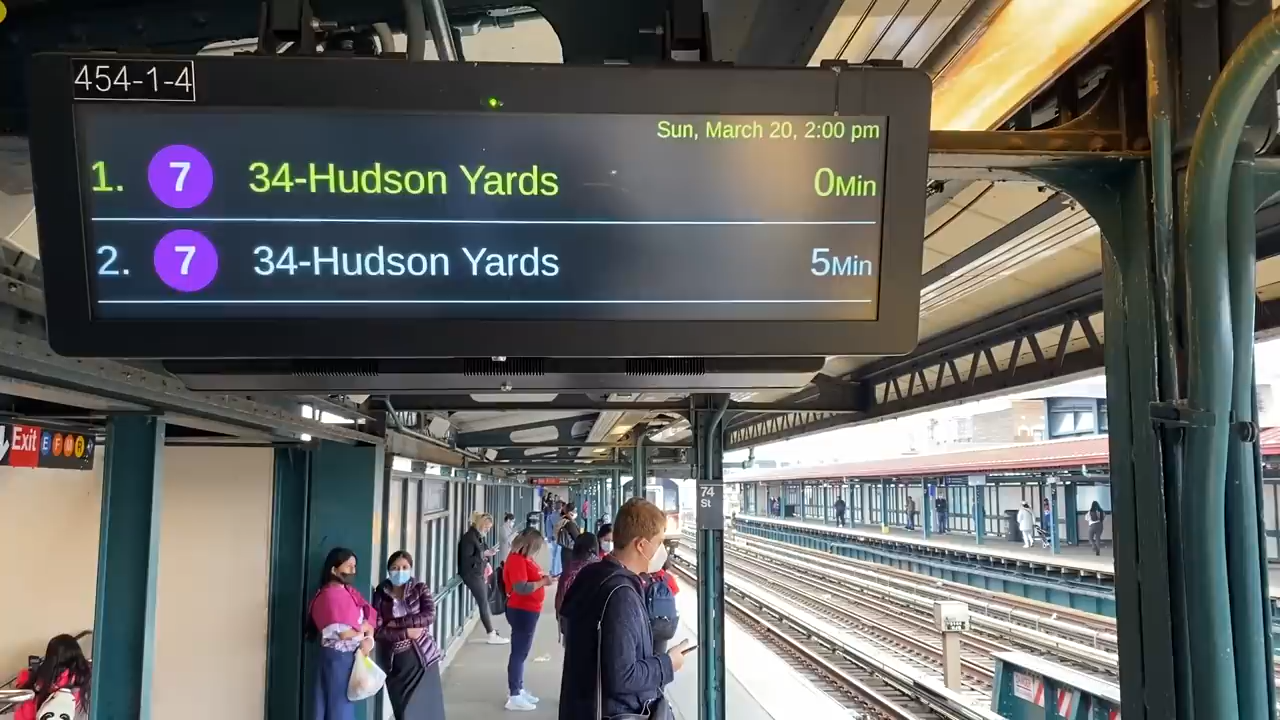 454-1-4
Sun, March 20, 2:00 pm
1. 7 34-Hudson Yards 0Min
2. 7 34-Hudson Yards 5Min
Exit E F M R
74
St